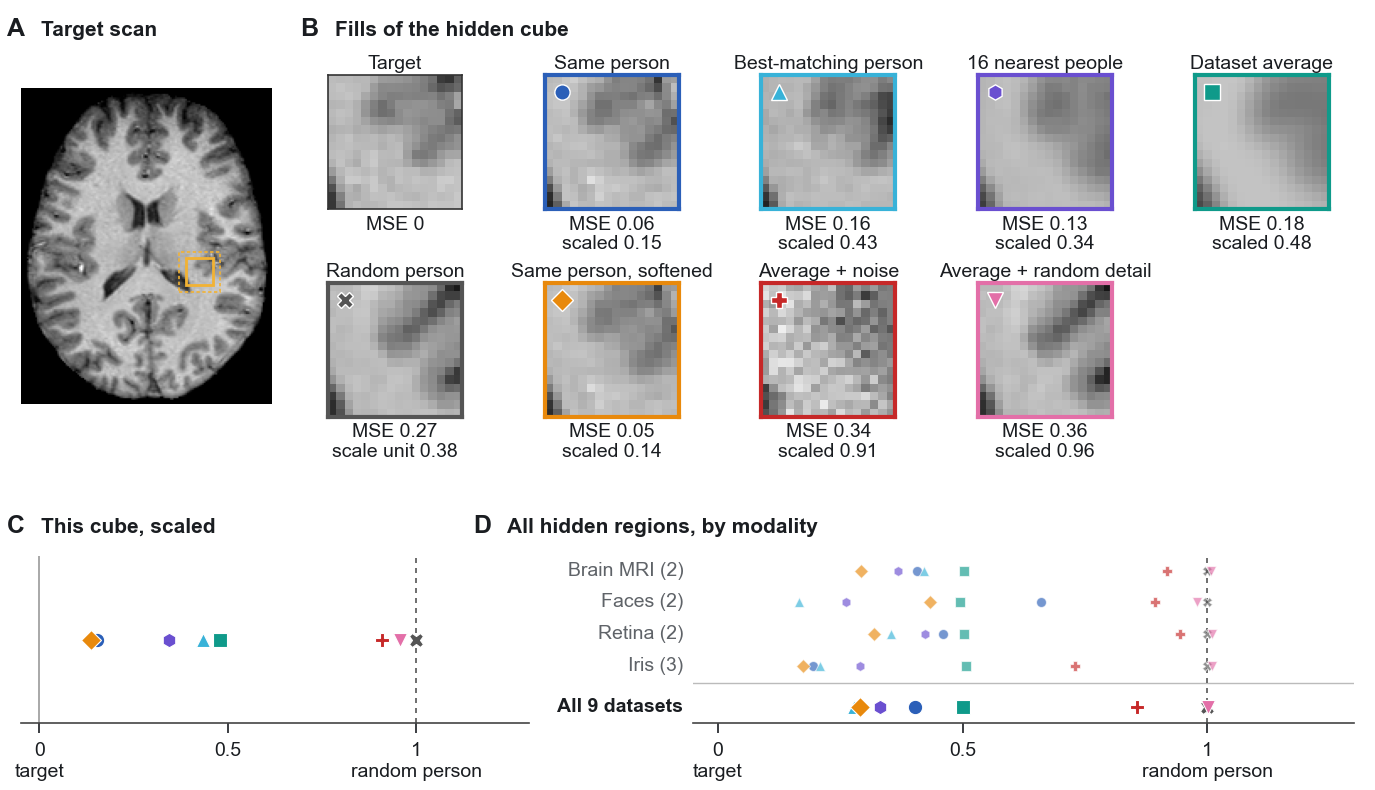 A Target scan
B Fills of the hidden cube
Target
Same person
Best-matching person
16 nearest people
Dataset average
MSE 0
MSE 0.06
scaled 0.15
MSE 0.16
scaled 0.43
MSE 0.13
scaled 0.34
MSE 0.18
scaled 0.48
Random person
Same person, softened
Average + noise
Average + random detail
MSE 0.27
scale unit 0.38
MSE 0.05
scaled 0.14
MSE 0.34
scaled 0.91
MSE 0.36
scaled 0.96
C This cube, scaled
0
target
0.5
1
random person
D All hidden regions, by modality
Brain MRI (2)
Faces (2)
Retina (2)
Iris (3)
All 9 datasets
0
target
0.5
1
random person